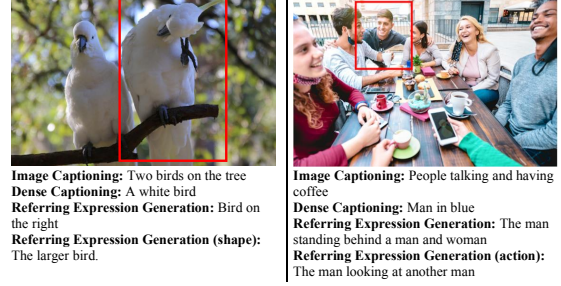 Image Captioning: Two birds on the tree
Dense Captioning: A white bird
Referring Expression Generation: Bird on
the right
Referring Expression Generation (shape):
The larger bird.
Image Captioning: People talking and having
coffee
Dense Captioning: Man in blue
Referring Expression Generation: The man
standing behind a man and woman
Referring Expression Generation (action):
The man looking at another man